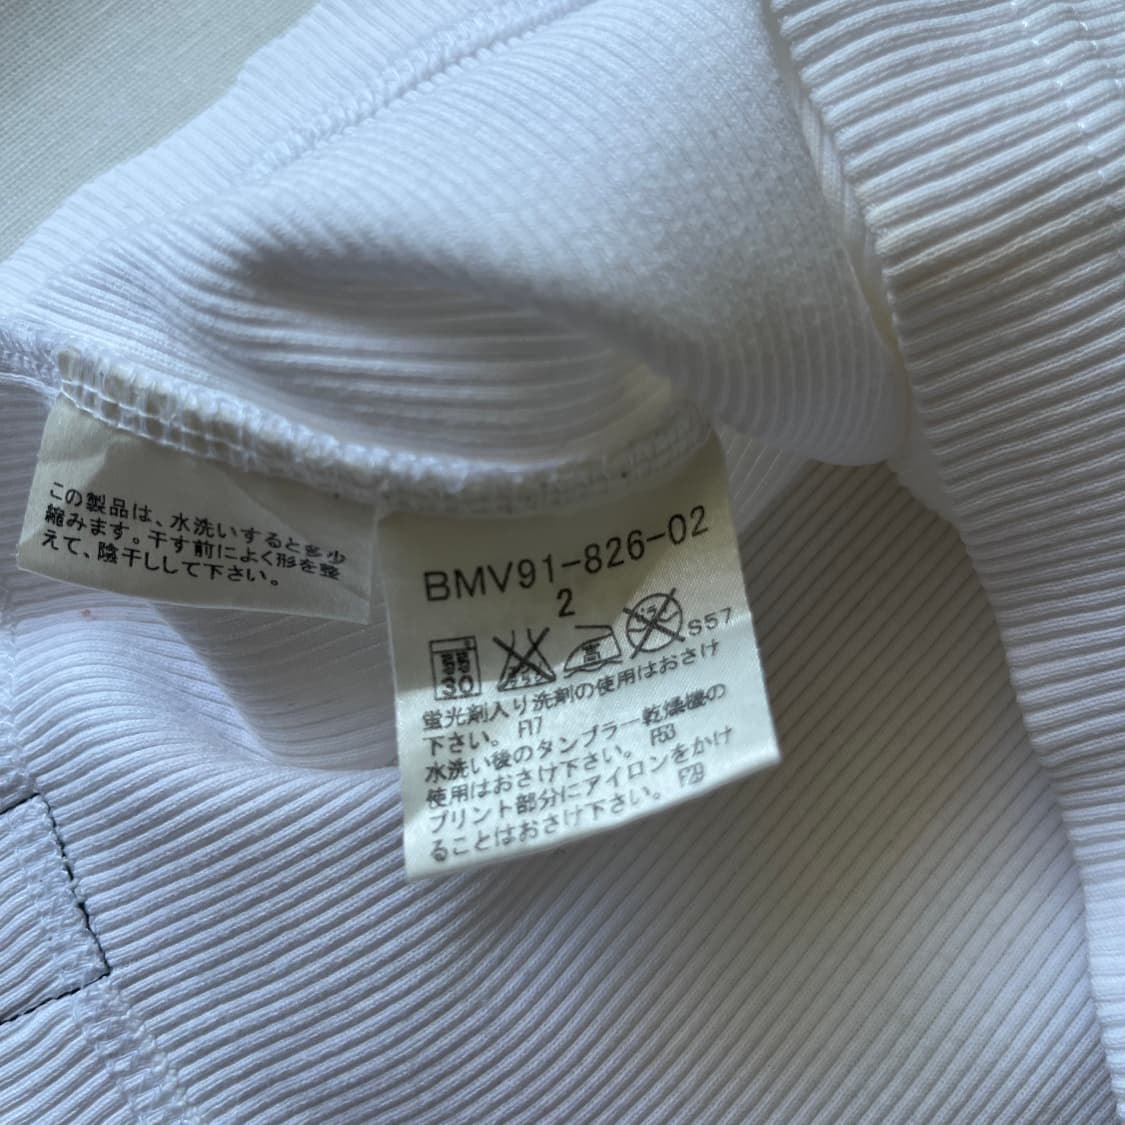 この製品は、水洗いすると多少
縮みます。干す前によく形を整
えて、陰干しして下さい。
BMV91-826-02
2
30
高
S57
蛍光剤入り洗剤の使用はおさけ
下さい。 F17
水洗い後のタンブラー乾燥機の
使用はおさけ下さい。 F53
プリント部分にアイロンをかけ
ることはおさけ下さい。 F29